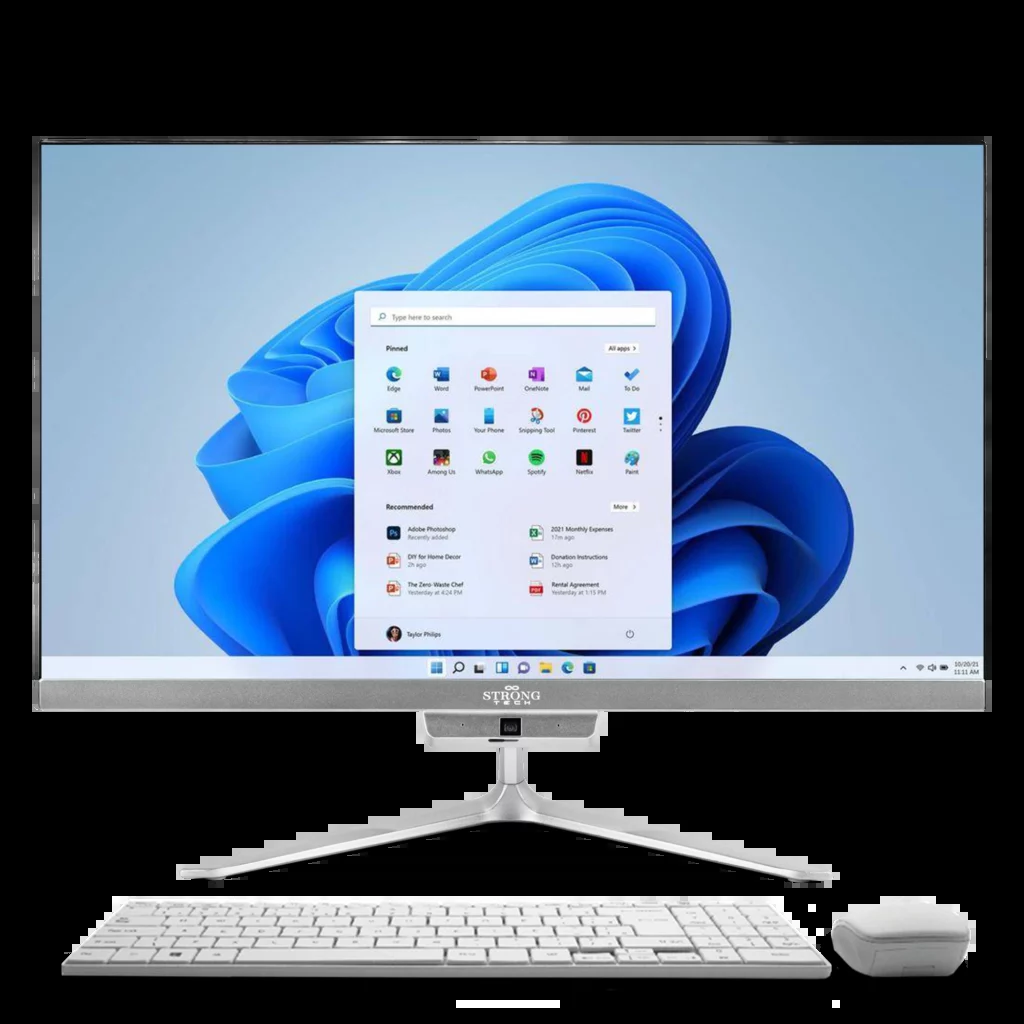 Type here to search
Pinned
All apps >
Edge
Word
PowerPoint
OneNote
Mail
To Do
Microsoft Store
Photos
Your Phone
Snipping Tool
Pinterest
Twitter
Xbox
Among Us
WhatsApp
Spotify
Netflix
Paint
Recommended
More >
Ps
Adobe Photoshop
Recently added
2021 Monthly Expenses
17m ago
DIY for Home Decor
2h ago
Donation Instructions
12h ago
The Zero-Waste Chef
Yesterday at 4:24 PM
PDF
Rental Agreement
Yesterday at 1:15 PM
Taylor Philips
10/20/21
11:11 AM
STRONG
TECH